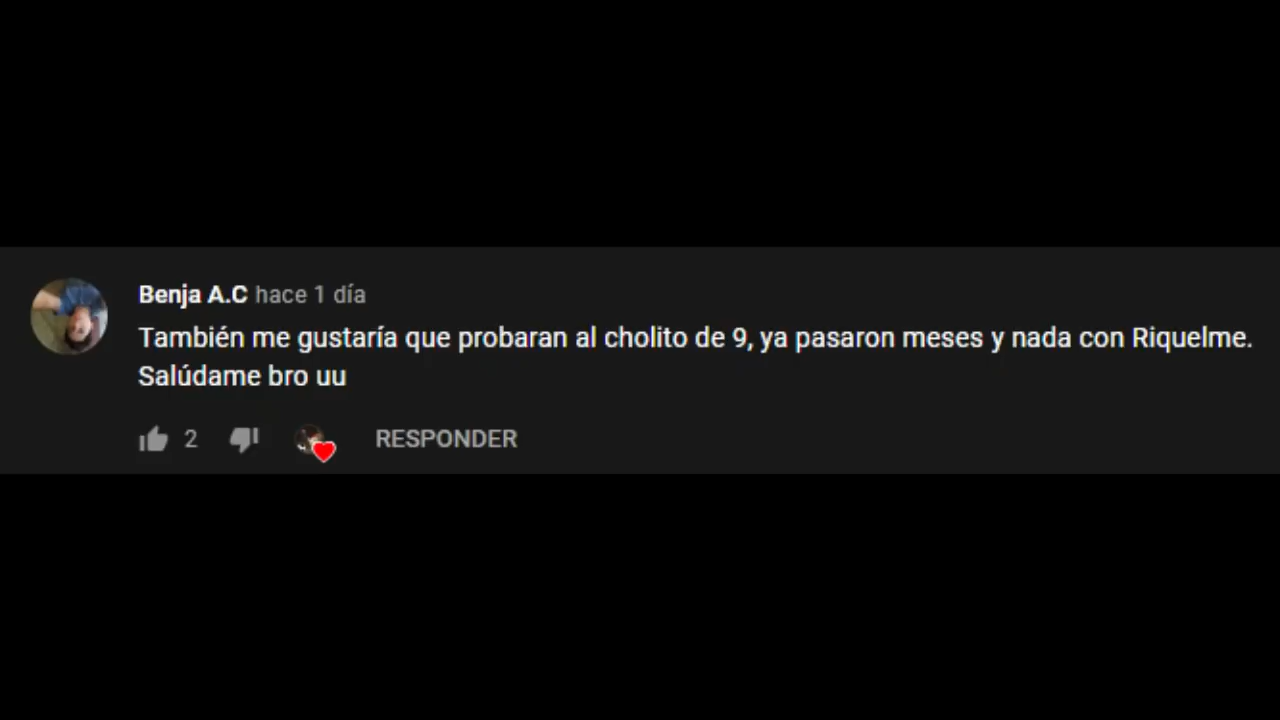 Benja A.C hace 1 día
También me gustaría que probaran al cholito de 9, ya pasaron meses y nada con Riquelme.
Salúdame bro uu
2 RESPONDER